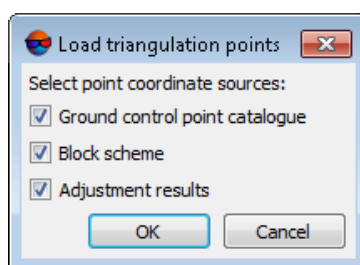 Load triangulation points
Select point coordinate sources:
Ground control point catalogue
Block scheme
Adjustment results
OK
Cancel